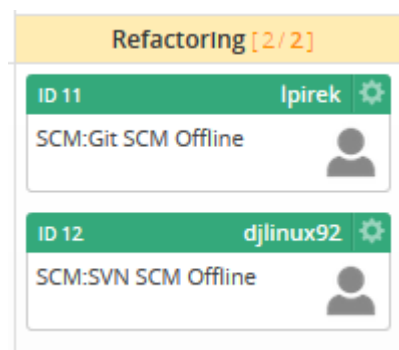 Refactoring [2/2]
ID 11 lpirek
SCM:Git SCM Offline
ID 12 djlinux92
SCM:SVN SCM Offline